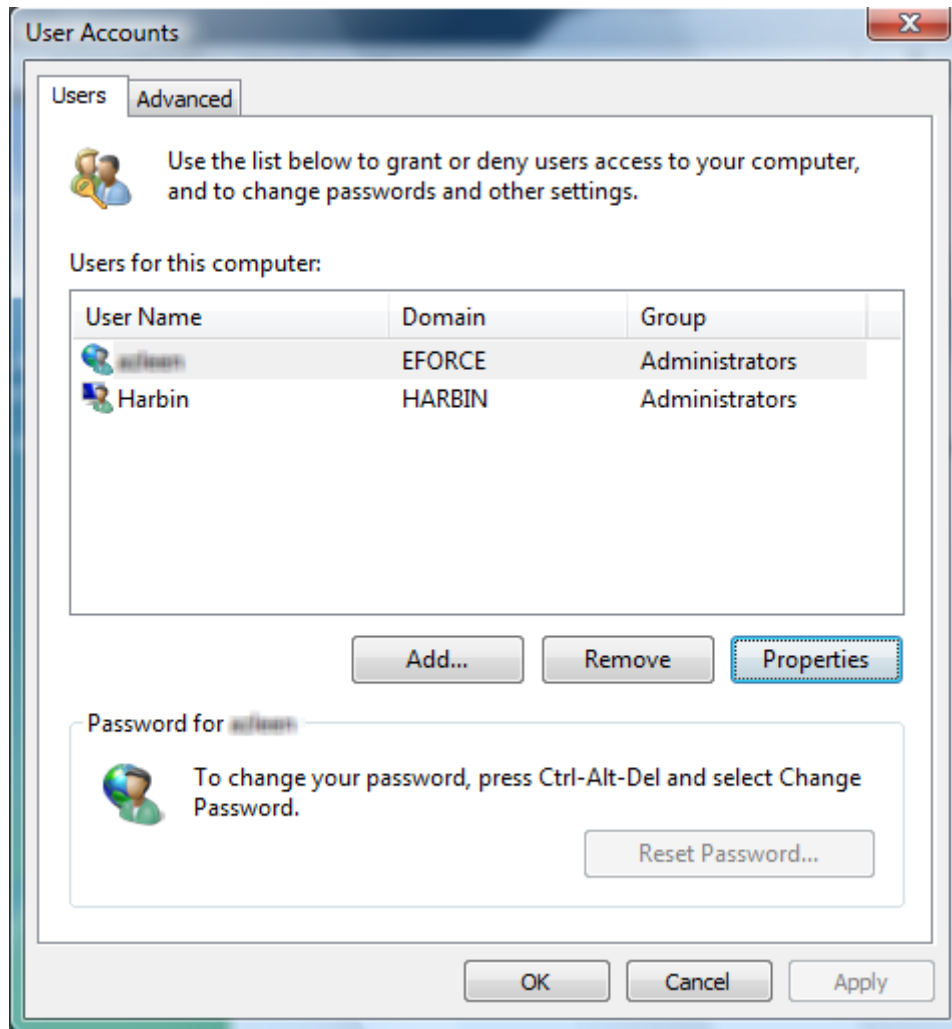 User Accounts
Users
Advanced
Use the list below to grant or deny users access to your computer,
and to change passwords and other settings.
Users for this computer:
User Name Domain Group
EFORCE Administrators
Harbin HARBIN Administrators
Add... Remove Properties
Password for
To change your password, press Ctrl-Alt-Del and select Change
Password.
Reset Password...
OK Cancel Apply